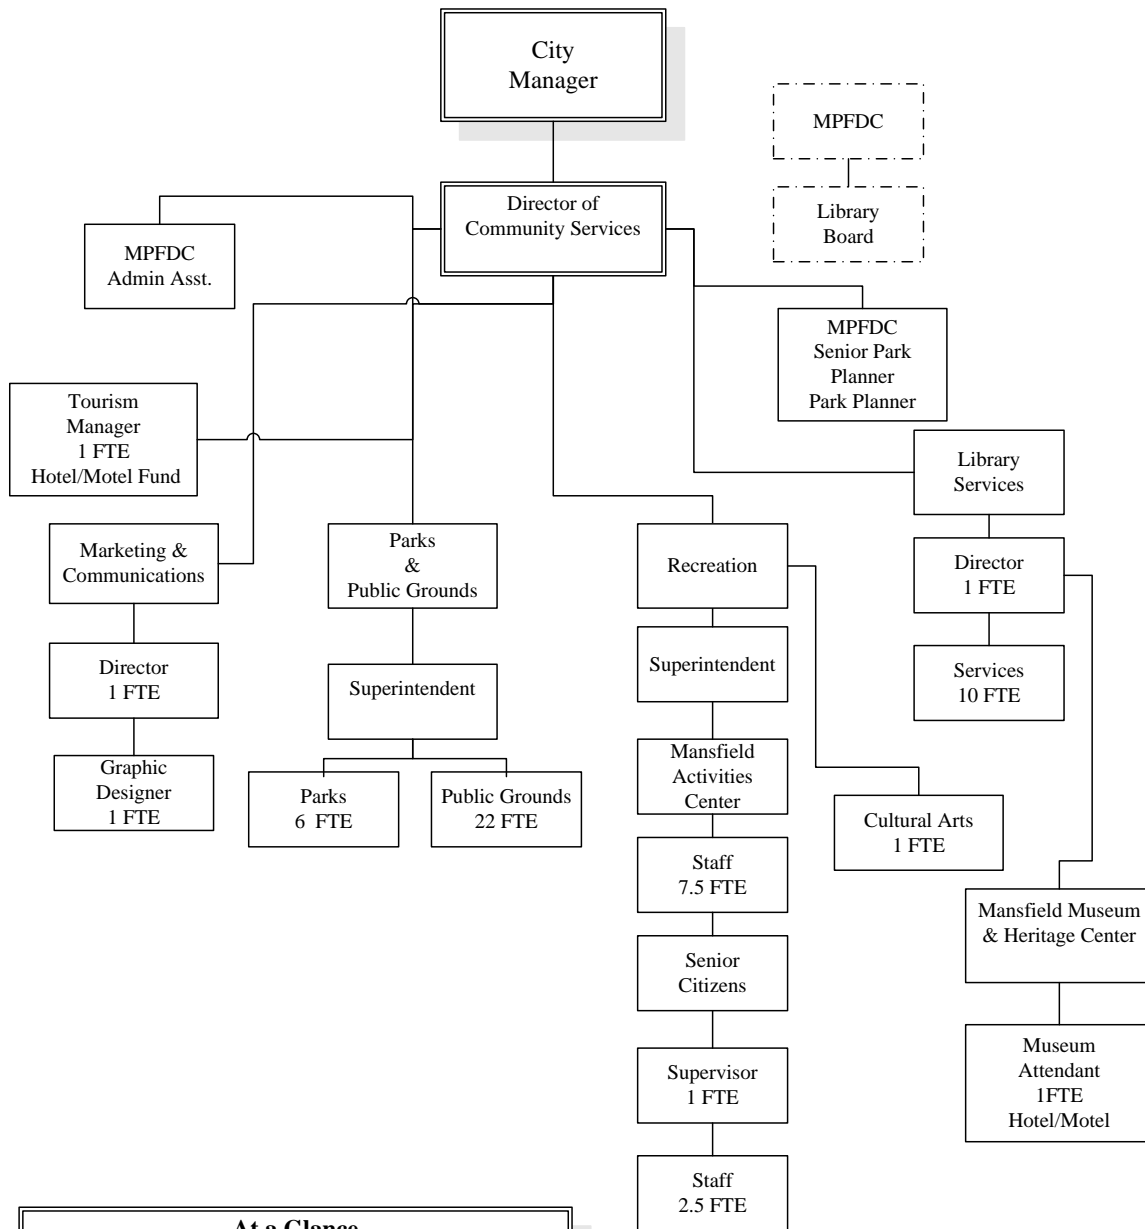 City
Manager
MPFDC
Director of
Community Services
Library
Board
MPFDC
Admin Asst.
MPFDC
Senior Park
Planner
Park Planner
Tourism
Manager
1 FTE
Hotel/Motel Fund
Library
Services
Marketing &
Communications
Parks
&
Public Grounds
Recreation
Director
1 FTE
Director
1 FTE
Superintendent
Superintendent
Services
10 FTE
Graphic
Designer
1 FTE
Parks
6 FTE
Public Grounds
22 FTE
Mansfield
Activities
Center
Cultural Arts
1 FTE
Staff
7.5 FTE
Mansfield Museum
& Heritage Center
Senior
Citizens
Supervisor
1 FTE
Museum
Attendant
1FTE
Hotel/Motel
Staff
2.5 FTE
At a Glance